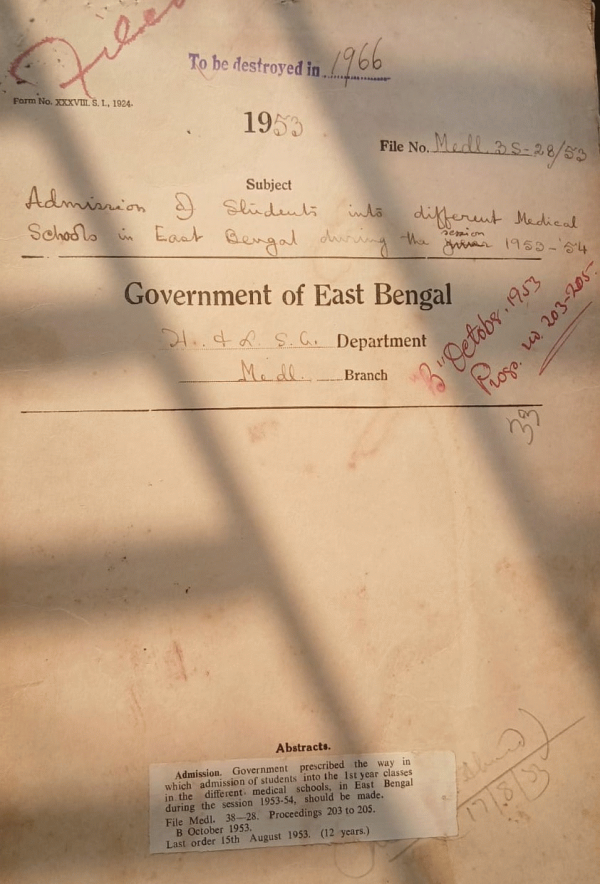 Filed
To be destroyed in 1966
Form No. XXXVIII. S. I., 1924.
1953
File No. Medl. 3S-28/53
Subject
Admission of Students into different Medical
Schools in East Bengal during the session 1953-'54
Government of East Bengal
H. & L. S. G. Department
Medl. Branch
B October 1953
Progs. no 203-205.
Abstracts.
Admission. Government prescribed the way in
which admission of students into the 1st year classes
in the different medical schools, in East Bengal
during the session 1953-54, should be made.
File Medl. 38—28. Proceedings 203 to 205.
B October 1953.
Last order 15th August 1953. (12 years.)
17/8/55